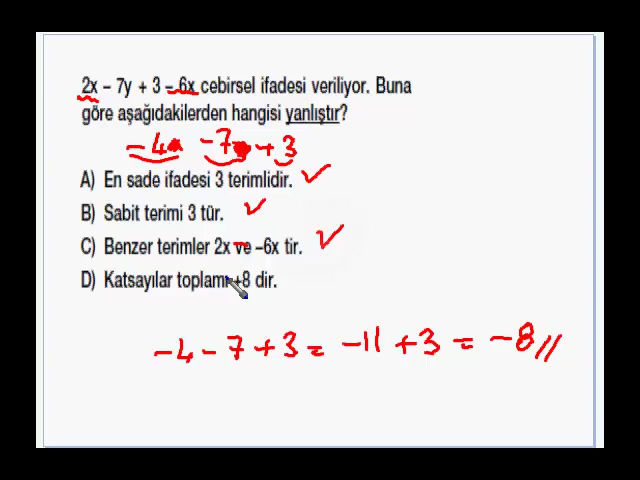 2x − 7y + 3 − 6x cebirsel ifadesi veriliyor. Buna
göre aşağıdakilerden hangisi yanlıştır?
−4x −7y +3
A) En sade ifadesi 3 terimlidir. ✓
B) Sabit terimi 3 tür. ✓
C) Benzer terimler 2x ve −6x tir. ✓
D) Katsayılar toplamı +8 dir.
−4 − 7 + 3 = −11 + 3 = −8 //